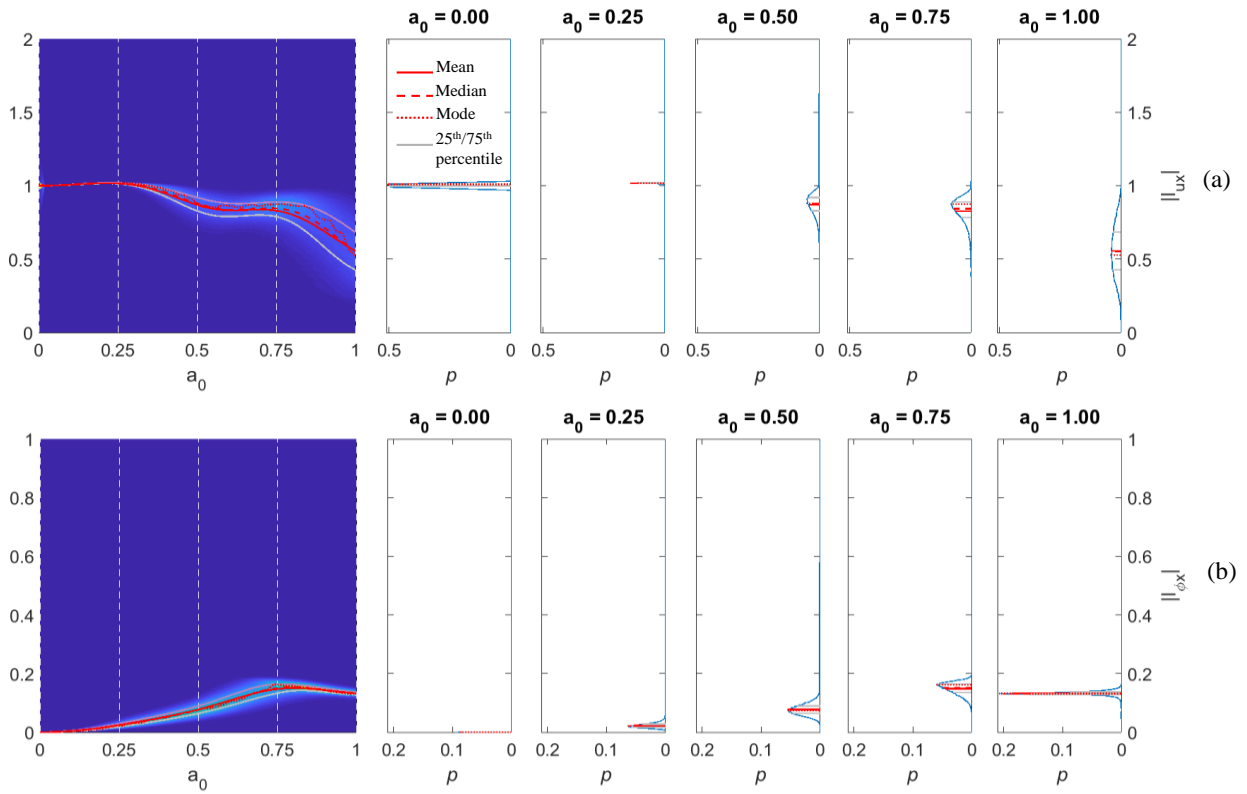 a0 = 0.00 a0 = 0.25 a0 = 0.50 a0 = 0.75 a0 = 1.00
2 2
Mean
Median
Mode
25th/75th
percentile
1.5 1.5
1 1
0.5 0.5
0 0
||ux|
(a)
0 0.25 0.5 0.75 1 0.5 0 0.5 0 0.5 0 0.5 0 0.5 0
a0 p p p p p
a0 = 0.00 a0 = 0.25 a0 = 0.50 a0 = 0.75 a0 = 1.00
1 1
0.8 0.8
0.6 0.6
0.4 0.4
0.2 0.2
0 0
||ϕx|
(b)
0 0.25 0.5 0.75 1 0.2 0.1 0 0.2 0.1 0 0.2 0.1 0 0.2 0.1 0 0.2 0.1 0
a0 p p p p p